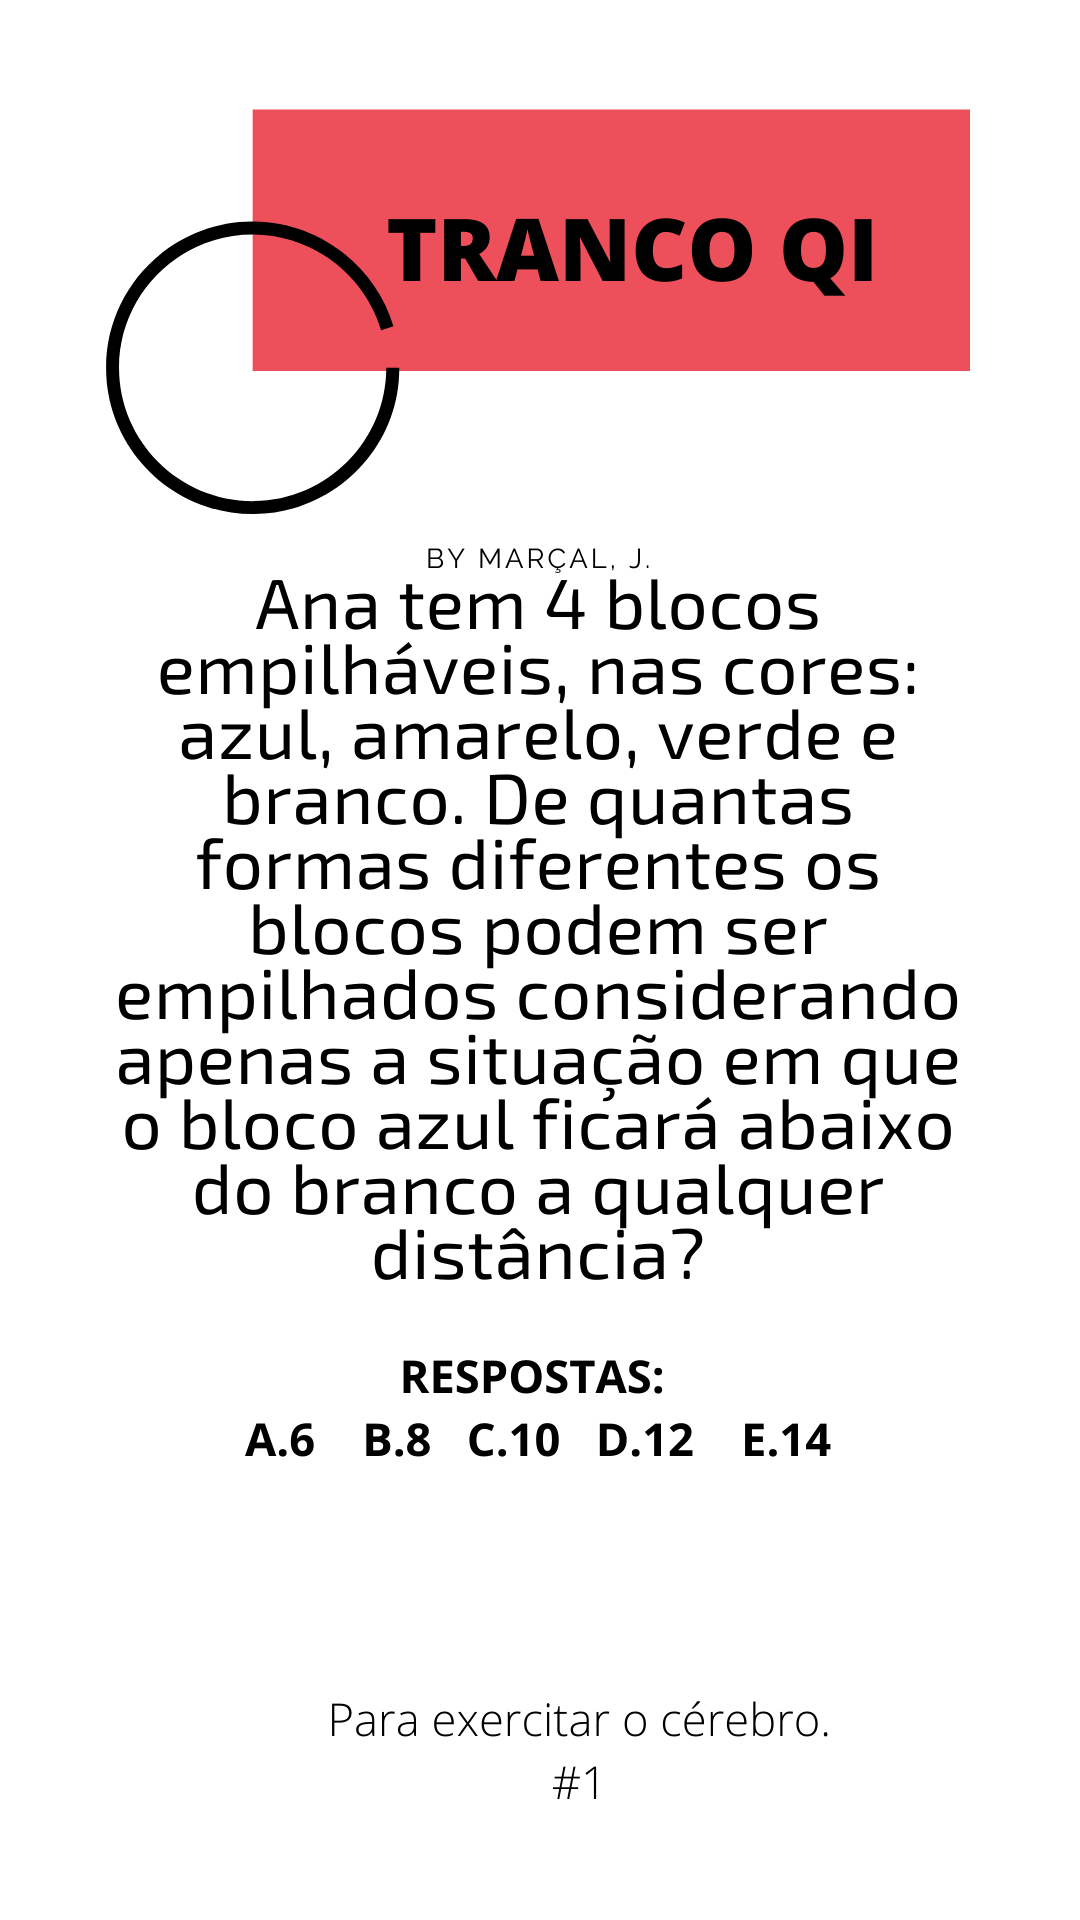 TRANCO QI
BY MARÇAL, J.
Ana tem 4 blocos
empilháveis, nas cores:
azul, amarelo, verde e
branco. De quantas
formas diferentes os
blocos podem ser
empilhados considerando
apenas a situação em que
o bloco azul ficará abaixo
do branco a qualquer
distância?
RESPOSTAS:
A.6 B.8 C.10 D.12 E.14
Para exercitar o cérebro.
#1